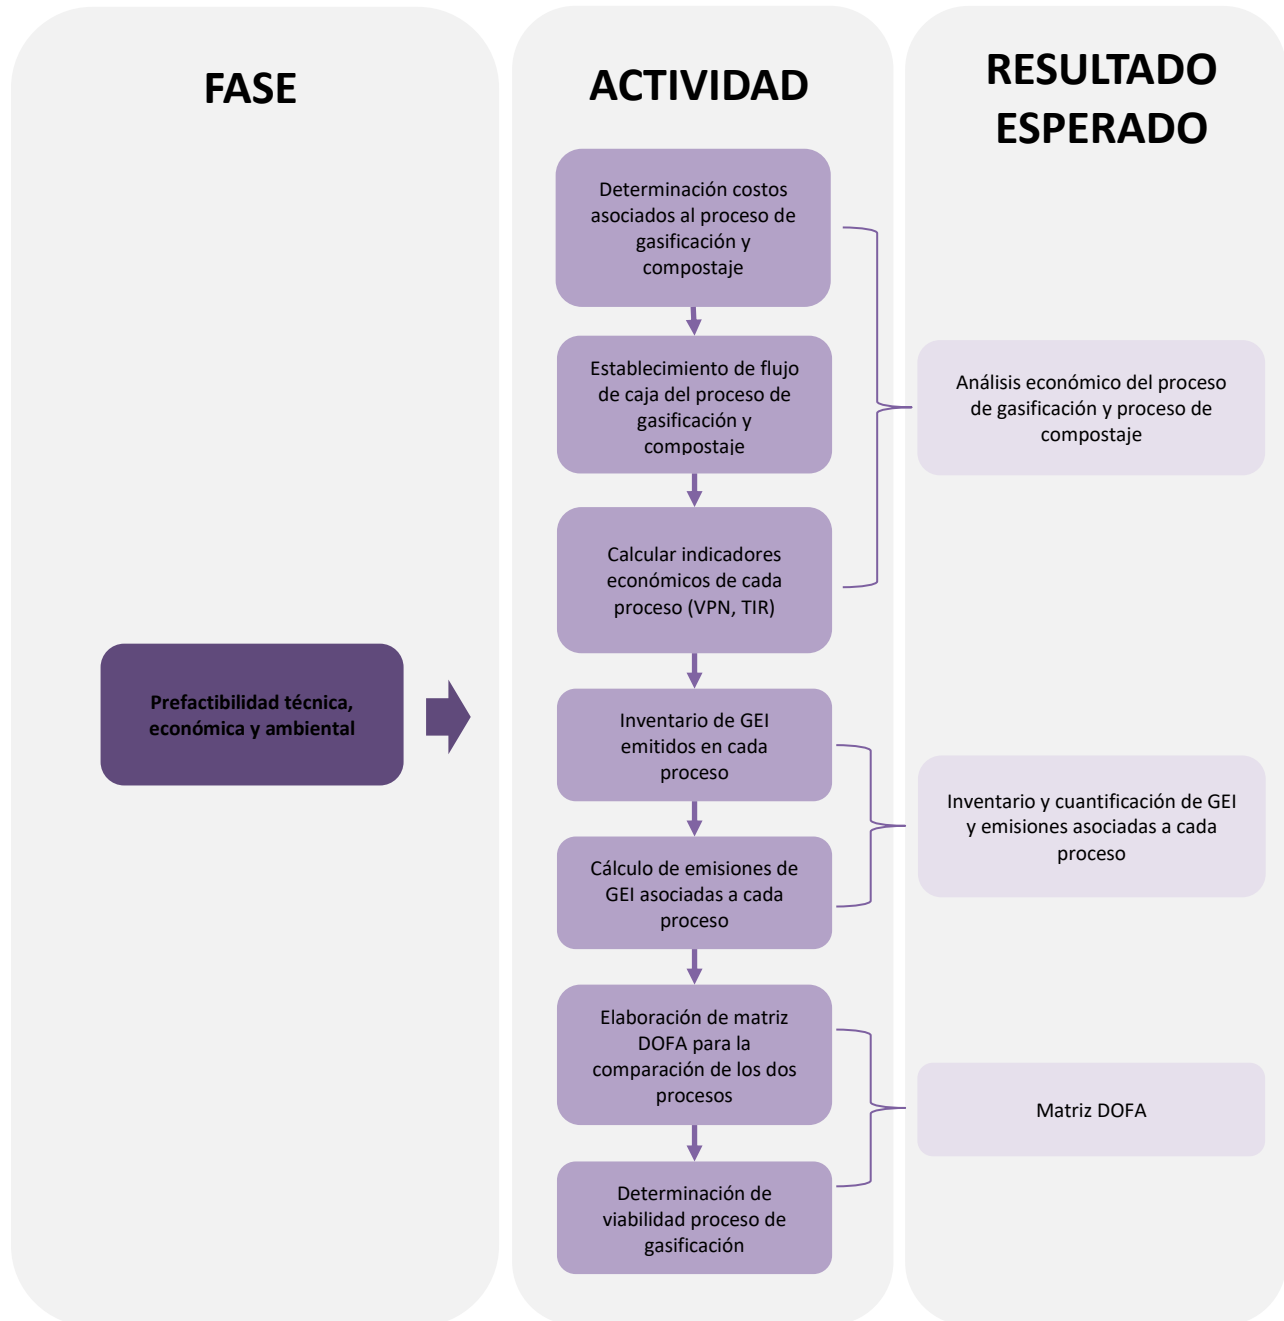 FASE
ACTIVIDAD
RESULTADO
ESPERADO
Determinación costos
asociados al proceso de
gasificación y
compostaje
Establecimiento de flujo
de caja del proceso de
gasificación y
compostaje
Análisis económico del proceso
de gasificación y proceso de
compostaje
Calcular indicadores
económicos de cada
proceso (VPN, TIR)
Prefactibilidad técnica,
económica y ambiental
Inventario de GEI
emitidos en cada
proceso
Inventario y cuantificación de GEI
y emisiones asociadas a cada
proceso
Cálculo de emisiones de
GEI asociadas a cada
proceso
Elaboración de matriz
DOFA para la
comparación de los dos
procesos
Matriz DOFA
Determinación de
viabilidad proceso de
gasificación